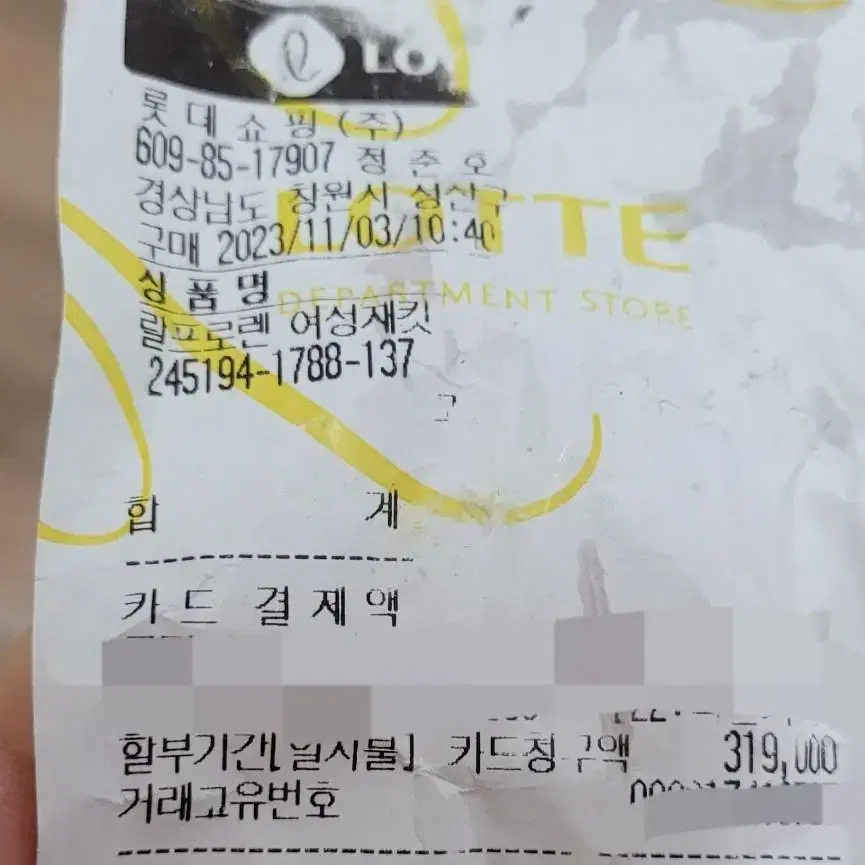 LO
롯데쇼핑(주)
609-85-17907 정준호
경상남도 창원시 성산구
구매 2023/11/03/10:40
LOTTE
상품명
DEPARTMENT STORE
랄프로렌 여성재킷
245194-1788-137
합 계
카드 결제액
할부기간[일시불] 카드청구액 319,000
거래고유번호